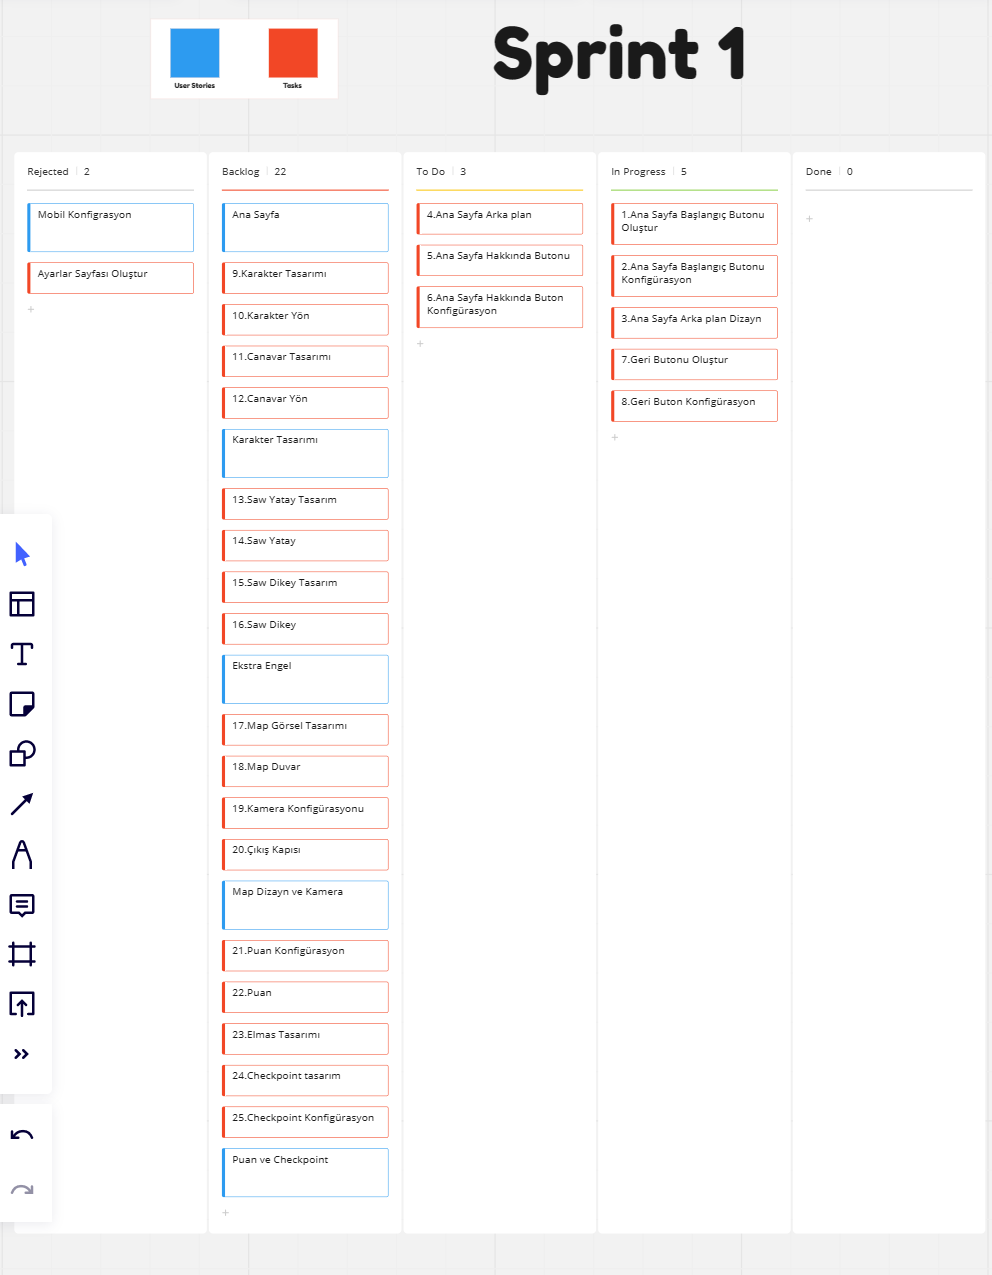 User Stories
Tasks
Sprint 1
Rejected 2
Mobil Konfigrasyon
Ayarlar Sayfası Oluştur
Backlog 22
Ana Sayfa
9.Karakter Tasarımı
10.Karakter Yön
11.Canavar Tasarımı
12.Canavar Yön
Karakter Tasarımı
13.Saw Yatay Tasarım
14.Saw Yatay
15.Saw Dikey Tasarım
16.Saw Dikey
Ekstra Engel
17.Map Görsel Tasarımı
18.Map Duvar
19.Kamera Konfigürasyonu
20.Çıkış Kapısı
Map Dizayn ve Kamera
21.Puan Konfigürasyon
22.Puan
23.Elmas Tasarımı
24.Checkpoint tasarım
25.Checkpoint Konfigürasyon
Puan ve Checkpoint
To Do 3
4.Ana Sayfa Arka plan
5.Ana Sayfa Hakkında Butonu
6.Ana Sayfa Hakkında Buton
Konfigürasyon
In Progress 5
1.Ana Sayfa Başlangıç Butonu
Oluştur
2.Ana Sayfa Başlangıç Butonu
Konfigürasyon
3.Ana Sayfa Arka plan Dizayn
7.Geri Butonu Oluştur
8.Geri Buton Konfigürasyon
Done 0